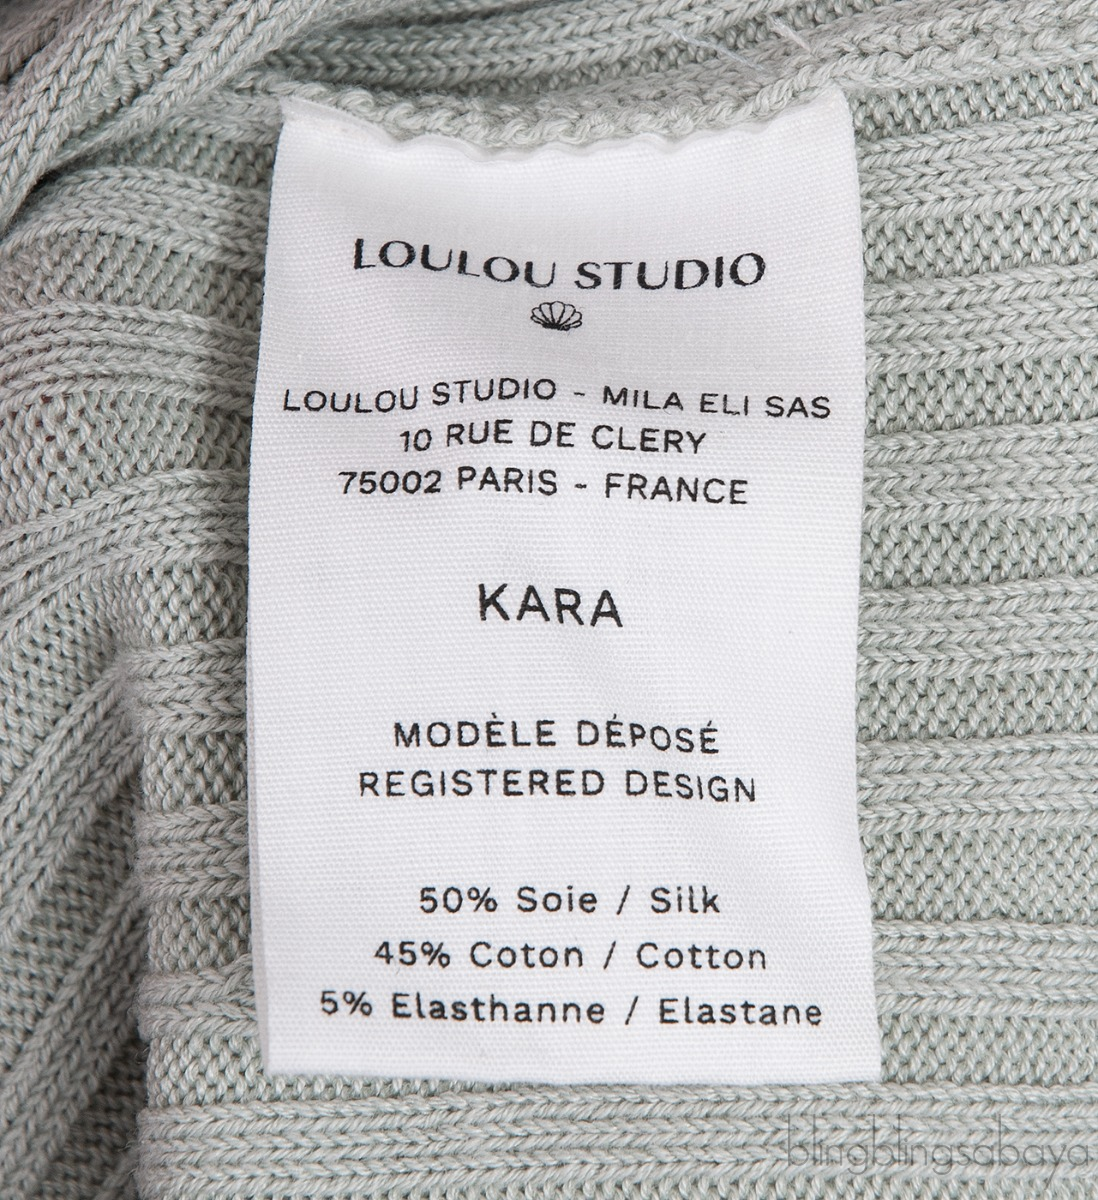 LOULOU STUDIO
LOULOU STUDIO - MILA ELI SAS
10 RUE DE CLERY
75002 PARIS - FRANCE
KARA
MODÈLE DÉPOSÉ
REGISTERED DESIGN
50% Soie / Silk
45% Coton / Cotton
5% Elasthanne / Elastane
blingblingsabaya